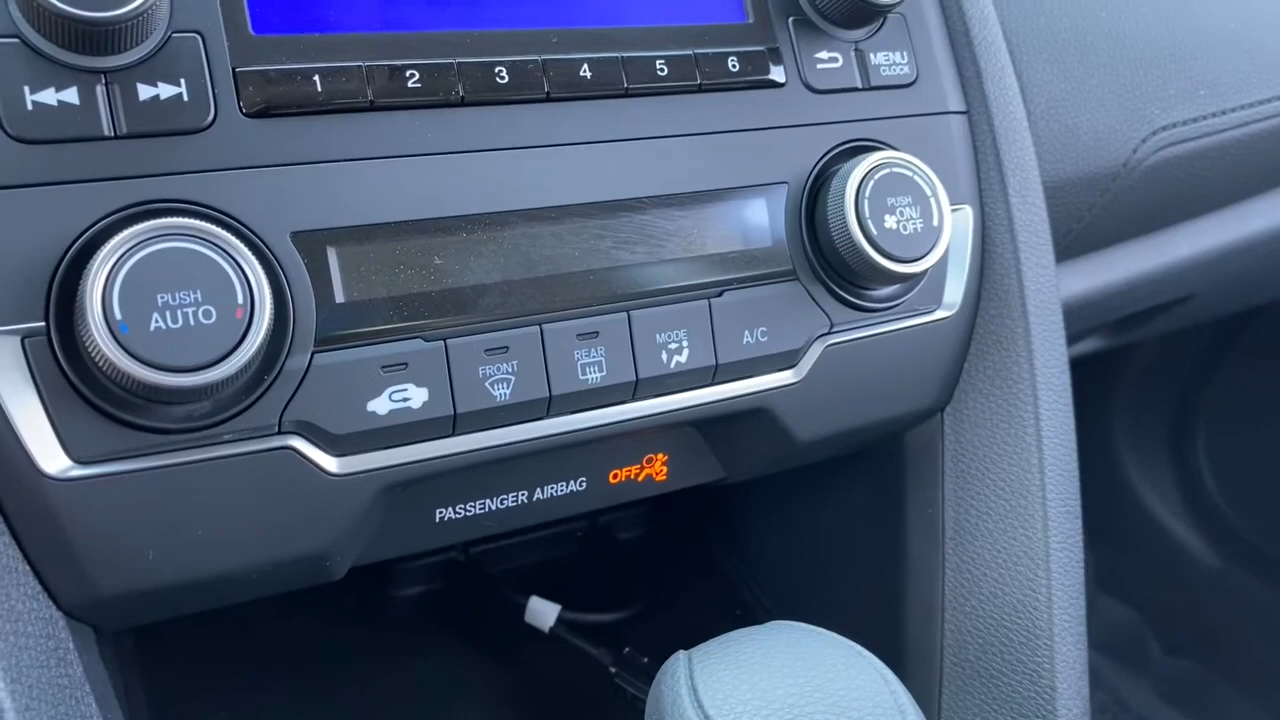 1 2 3 4 5 6
MENU
CLOCK
PUSH
AUTO
PUSH
ON/
OFF
FRONT
REAR
MODE
A/C
PASSENGER AIRBAG OFF 2